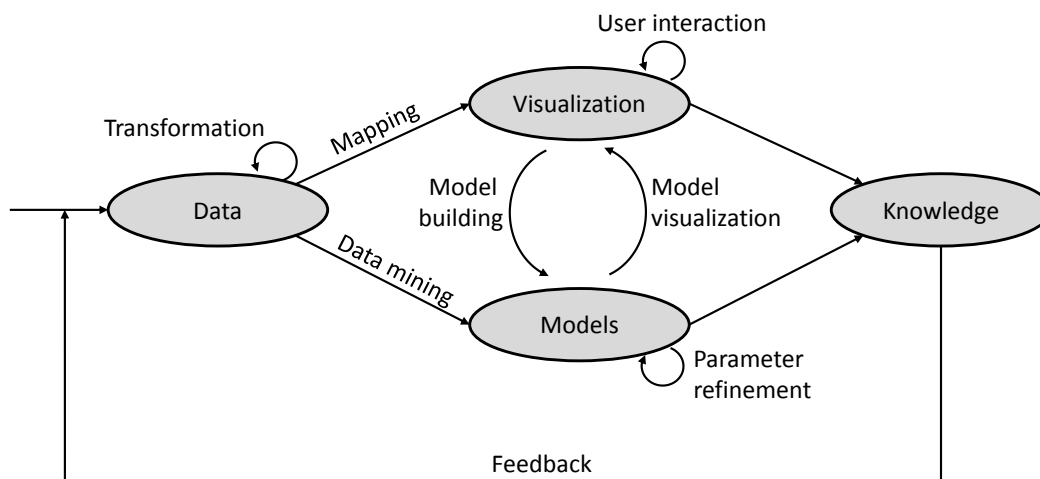 User interaction
Visualization
Transformation
Mapping
Data
Model
building
Model
visualization
Knowledge
Data mining
Models
Parameter
refinement
Feedback